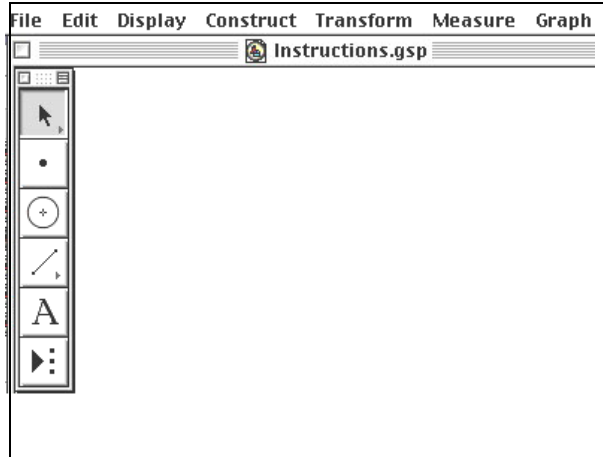 File Edit Display Construct Transform Measure Graph
Instructions.gsp
A